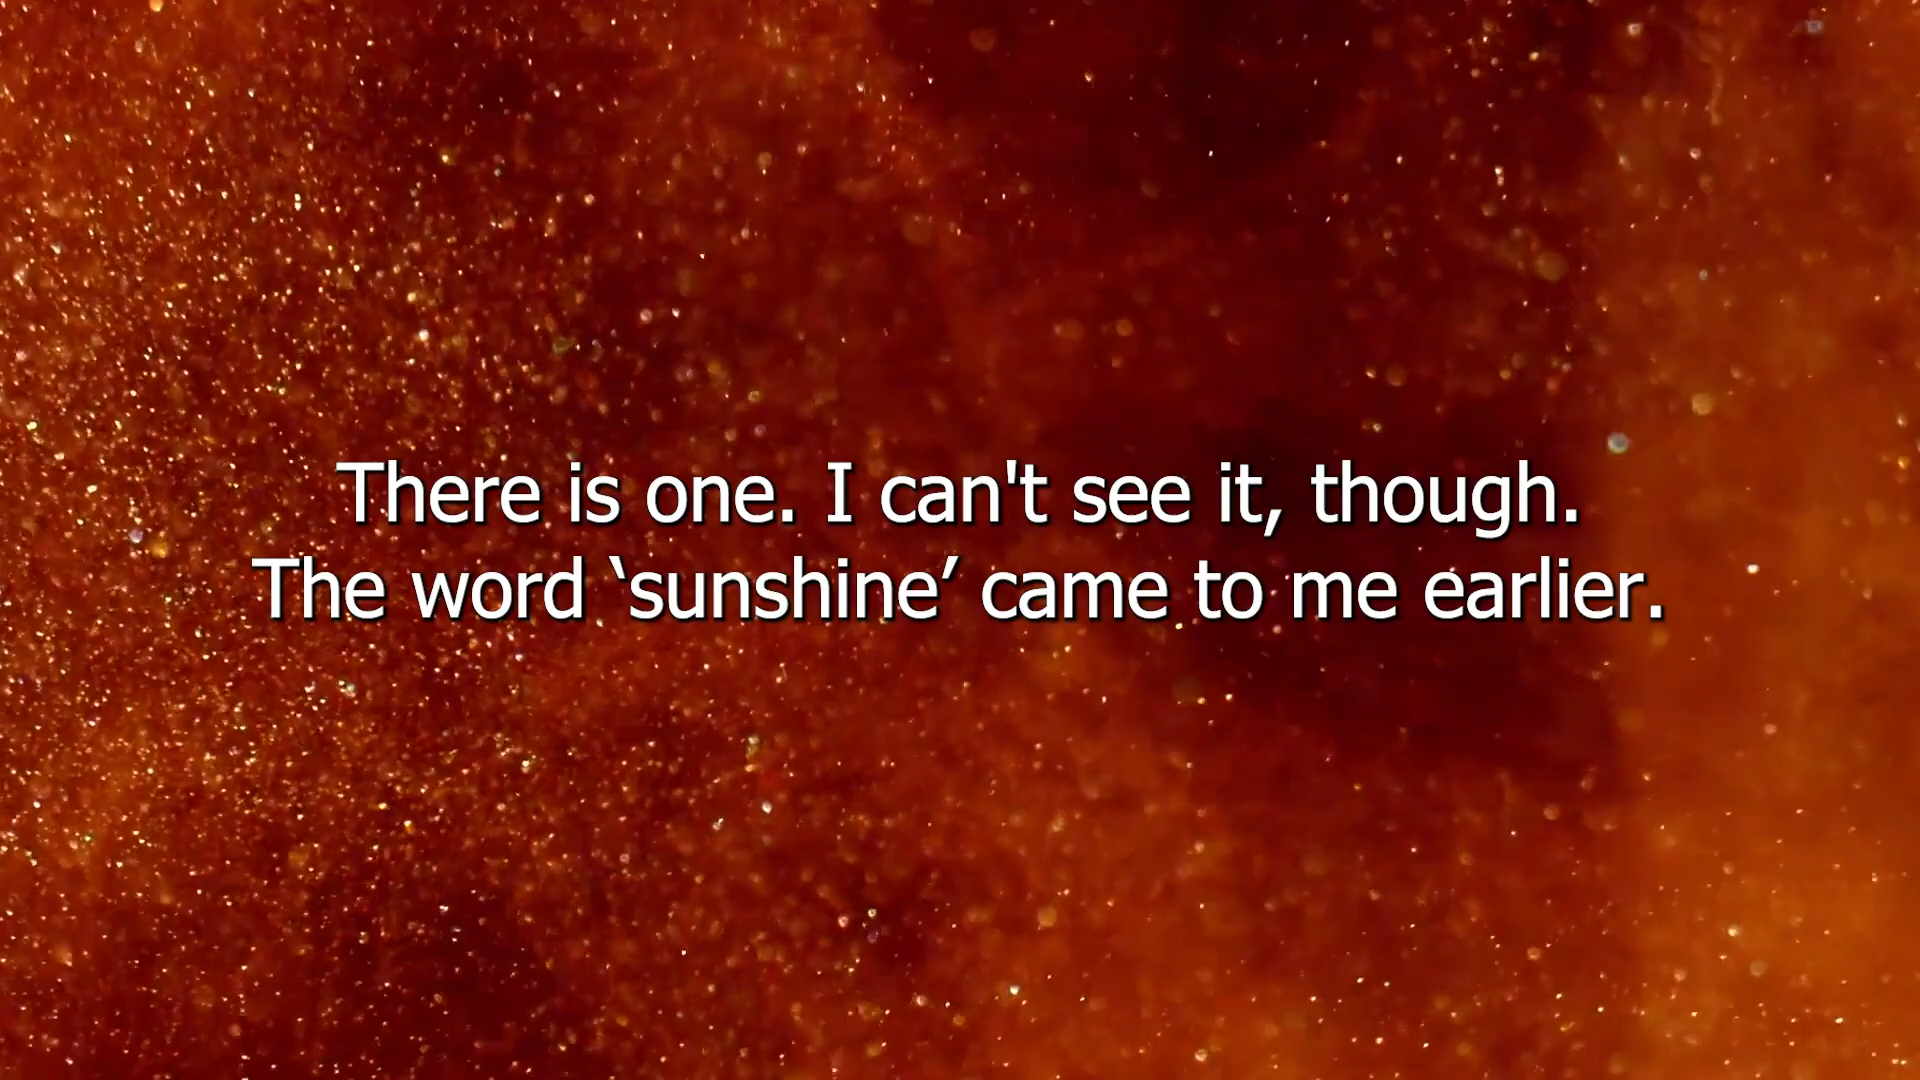 There is one. I can't see it, though.
The word ‘sunshine’ came to me earlier.